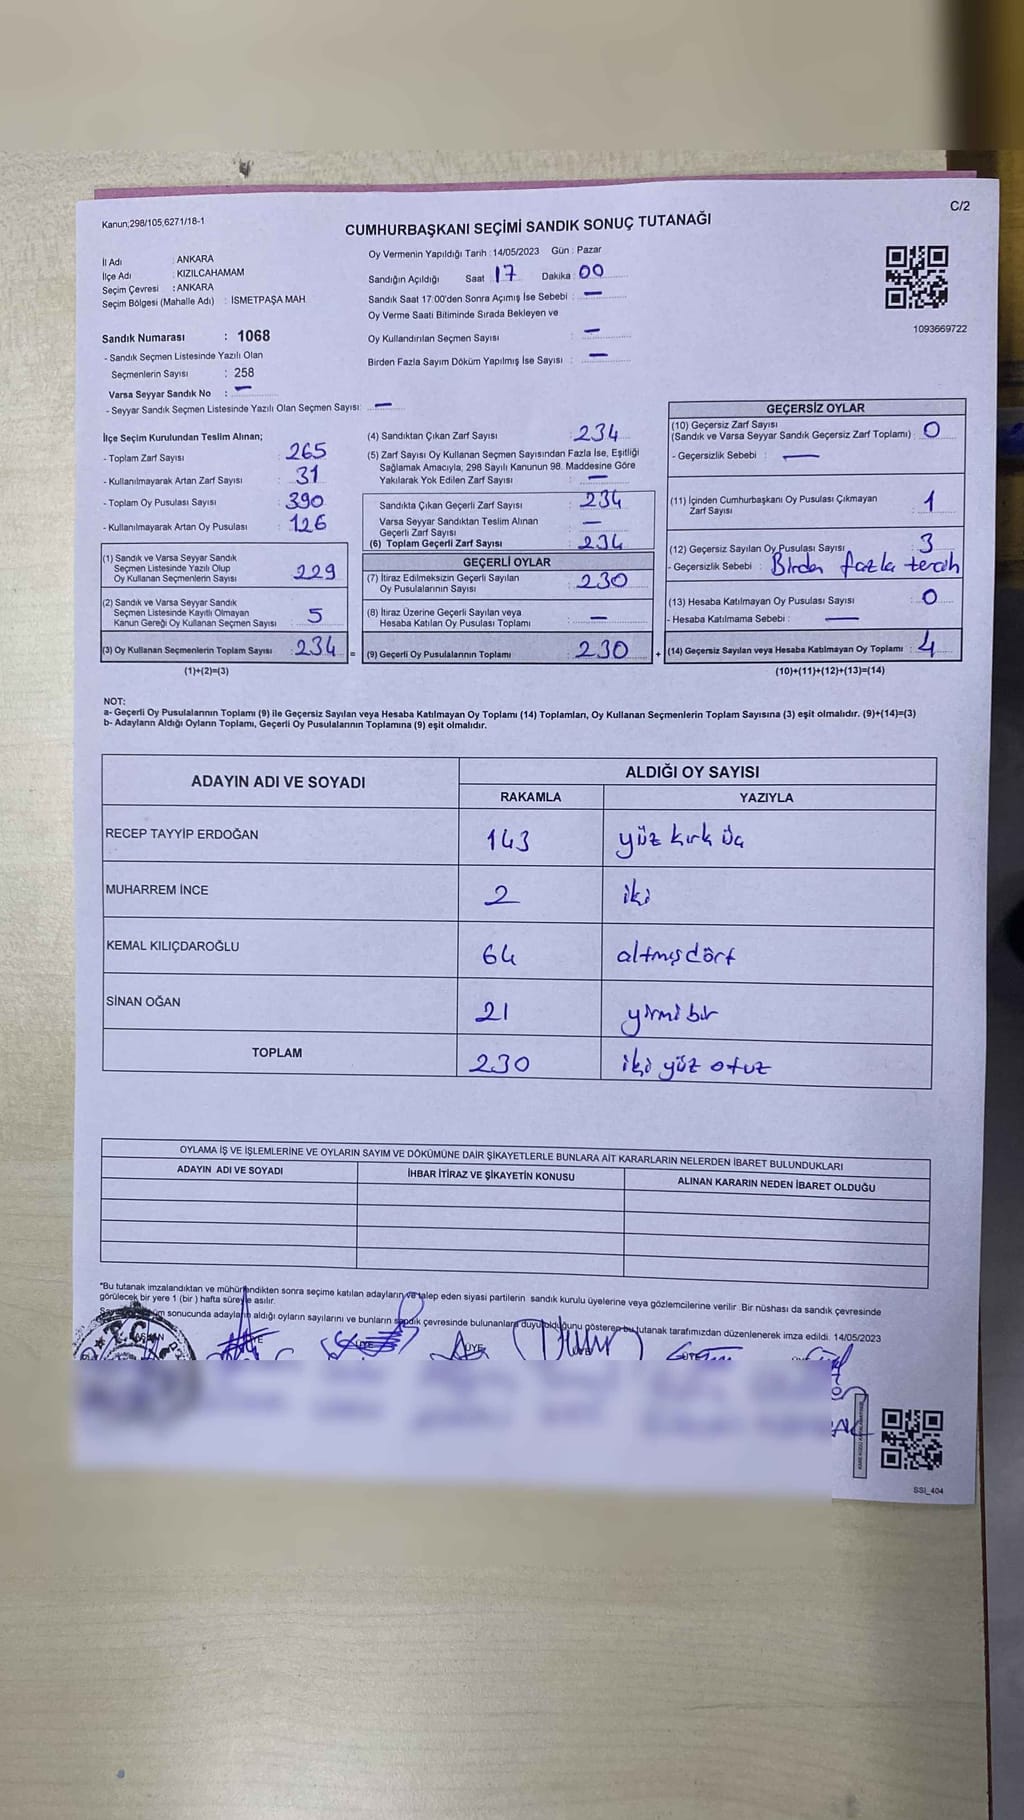 Kanun,298/105,6271/18-1
C/2
CUMHURBAŞKANI SEÇİMİ SANDIK SONUÇ TUTANAĞI
İl Adı : ANKARA
İlçe Adı : KIZILCAHAMAM
Seçim Çevresi : ANKARA
Seçim Bölgesi (Mahalle Adı) : İSMETPAŞA MAH
Oy Vermenin Yapıldığı Tarih : 14/05/2023 Gün : Pazar
Sandığın Açıldığı Saat 17 Dakika 00
Sandık Saat 17:00'den Sonra Açımış İse Sebebi : —
Oy Verme Saati Bitiminde Sırada Bekleyen ve
Oy Kullandırılan Seçmen Sayısı —
Birden Fazla Sayım Döküm Yapılmış İse Sayısı : —
1093669722
Sandık Numarası : 1068
- Sandık Seçmen Listesinde Yazılı Olan
Seçmenlerin Sayısı : 258
Varsa Seyyar Sandık No : —
- Seyyar Sandık Seçmen Listesinde Yazılı Olan Seçmen Sayısı: —
İlçe Seçim Kurulundan Teslim Alınan;
- Toplam Zarf Sayısı : 265
- Kullanılmayarak Artan Zarf Sayısı : 31
- Toplam Oy Pusulası Sayısı : 390
- Kullanılmayarak Artan Oy Pusulası : 126
(1) Sandık ve Varsa Seyyar Sandık
Seçmen Listesinde Yazılı Olup
Oy Kullanan Seçmenlerin Sayısı : 229
(2) Sandık ve Varsa Seyyar Sandık
Seçmen Listesinde Kayıtlı Olmayan
Kanun Gereği Oy Kullanan Seçmen Sayısı : 5
(3) Oy Kullanan Seçmenlerin Toplam Sayısı : 234 =
(1)+(2)=(3)
(4) Sandıktan Çıkan Zarf Sayısı : 234
(5) Zarf Sayısı Oy Kullanan Seçmen Sayısından Fazla İse, Eşitliği
Sağlamak Amacıyla, 298 Sayılı Kanunun 98. Maddesine Göre
Yakılarak Yok Edilen Zarf Sayısı : —
Sandıkta Çıkan Geçerli Zarf Sayısı : 234
Varsa Seyyar Sandıktan Teslim Alınan
Geçerli Zarf Sayısı : —
(6) Toplam Geçerli Zarf Sayısı : 234
GEÇERLİ OYLAR
(7) İtiraz Edilmeksizin Geçerli Sayılan
Oy Pusulalarının Sayısı : 230
(8) İtiraz Üzerine Geçerli Sayılan veya
Hesaba Katılan Oy Pusulası Toplamı : —
(9) Geçerli Oy Pusulalarının Toplamı : 230 +
GEÇERSİZ OYLAR
(10) Geçersiz Zarf Sayısı
(Sandık ve Varsa Seyyar Sandık Geçersiz Zarf Toplamı) : 0
- Geçersizlik Sebebi : —
(11) İçinden Cumhurbaşkanı Oy Pusulası Çıkmayan
Zarf Sayısı : 1
(12) Geçersiz Sayılan Oy Pusulası Sayısı : 3
- Geçersizlik Sebebi : Birden fazla tercih
(13) Hesaba Katılmayan Oy Pusulası Sayısı : 0
- Hesaba Katılmama Sebebi : —
(14) Geçersiz Sayılan veya Hesaba Katılmayan Oy Toplamı : 4
(10)+(11)+(12)+(13)=(14)
NOT:
a- Geçerli Oy Pusulalarının Toplamı (9) ile Geçersiz Sayılan veya Hesaba Katılmayan Oy Toplamı (14) Toplamları, Oy Kullanan Seçmenlerin Toplam Sayısına (3) eşit olmalıdır. (9)+(14)=(3)
b- Adayların Aldığı Oyların Toplamı, Geçerli Oy Pusulalarının Toplamına (9) eşit olmalıdır.
ADAYIN ADI VE SOYADI ALDIĞI OY SAYISI
RAKAMLA YAZIYLA
RECEP TAYYİP ERDOĞAN 143 yüz kırk üç
MUHARREM İNCE 2 iki
KEMAL KILIÇDAROĞLU 64 altmışdört
SİNAN OĞAN 21 yirmi bir
TOPLAM 230 iki yüz otuz
OYLAMA İŞ VE İŞLEMLERİNE VE OYLARIN SAYIM VE DÖKÜMÜNE DAİR ŞİKAYETLERLE BUNLARA AİT KARARLARIN NELERDEN İBARET BULUNDUKLARI
ADAYIN ADI VE SOYADI İHBAR İTİRAZ VE ŞİKAYETİN KONUSU ALINAN KARARIN NEDEN İBARET OLDUĞU
*Bu tutanak imzalandıktan ve mühürlendikten sonra seçime katılan adayların ve talep eden siyasi partilerin sandık kurulu üyelerine veya gözlemcilerine verilir. Bir nüshası da sandık çevresinde
görülecek bir yere 1 (bir) hafta süreyle asılır.
sonucunda adayların aldığı oyların sayılarını ve bunların sandık çevresinde bulunanlara duyurulduğunu gösteren bu tutanak tarafımızdan düzenlenerek imza edildi. 14/05/2023
BAŞKAN ÜYE ÜYE ÜYE ÜYE
SSI_404